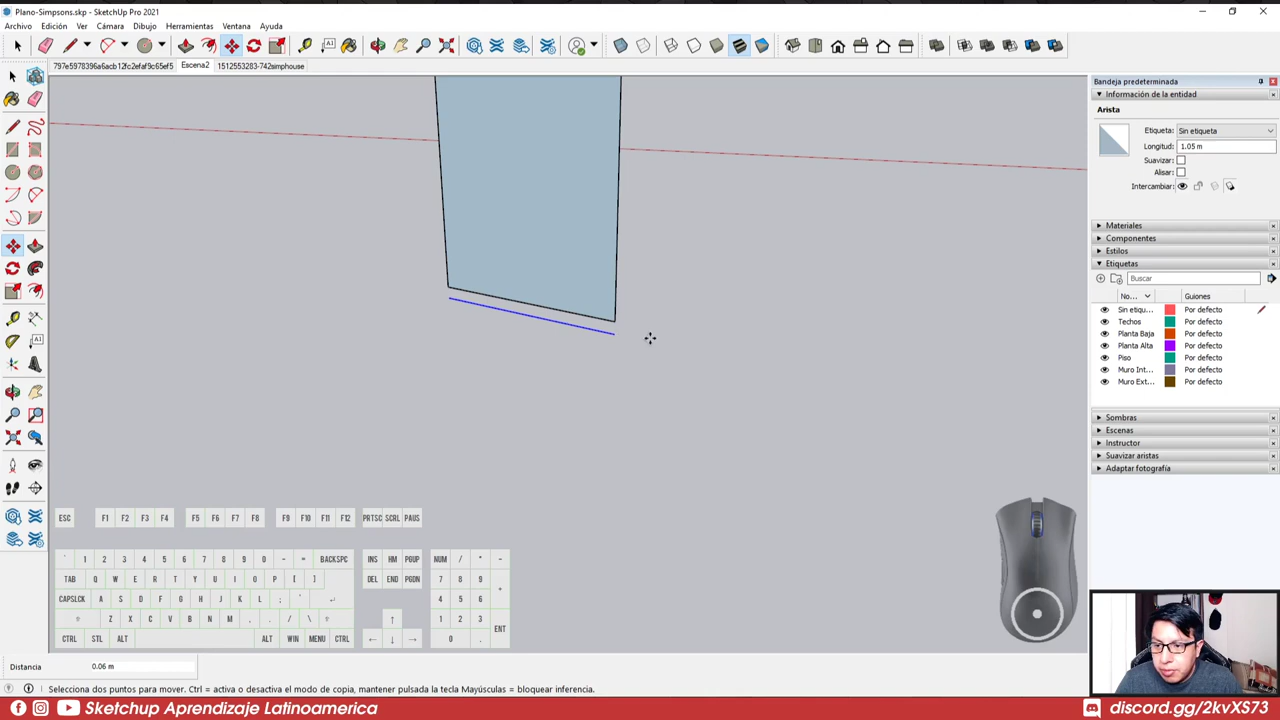 Plano-Simpsons.skp - SketchUp Pro 2021
Archivo Edición Ver Cámara Dibujo Herramientas Ventana Ayuda
797e5978396a6acb12fc2efaf9c65ef5 Escena2 1512553283-742simphouse
Bandeja predeterminada
Información de la entidad
Arista
Etiqueta: Sin etiqueta
Longitud: 1.05 m
Suavizar:
Alisar:
Intercambiar:
Materiales
Componentes
Estilos
Etiquetas
Buscar
No... Guiones
Sin etiqu... Por defecto
Techos Por defecto
Planta Baja Por defecto
Planta Alta Por defecto
Piso Por defecto
Muro Int... Por defecto
Muro Ext... Por defecto
Sombras
Escenas
Instructor
Suavizar aristas
Adaptar fotografía
ESC F1 F2 F3 F4 F5 F6 F7 F8 F9 F10 F11 F12 PRTSC SCRL PAUS
` 1 2 3 4 5 6 7 8 9 0 - = BACKSPC INS HM PGUP NUM / * -
TAB Q W E R T Y U I O P [ ] DEL END PGDN 7 8 9 +
CAPSLCK A S D F G H J K L ; ' 4 5 6
Z X C V B N M , . / \ 1 2 3 ENT
CTRL STL ALT ALT WIN MENU CTRL 0 .
Distancia 0.06 m
Selecciona dos puntos para mover. Ctrl = activa o desactiva el modo de copia, mantener pulsada la tecla Mayúsculas = bloquear inferencia.
Sketchup Aprendizaje Latinoamerica discord.gg/2kvXS73